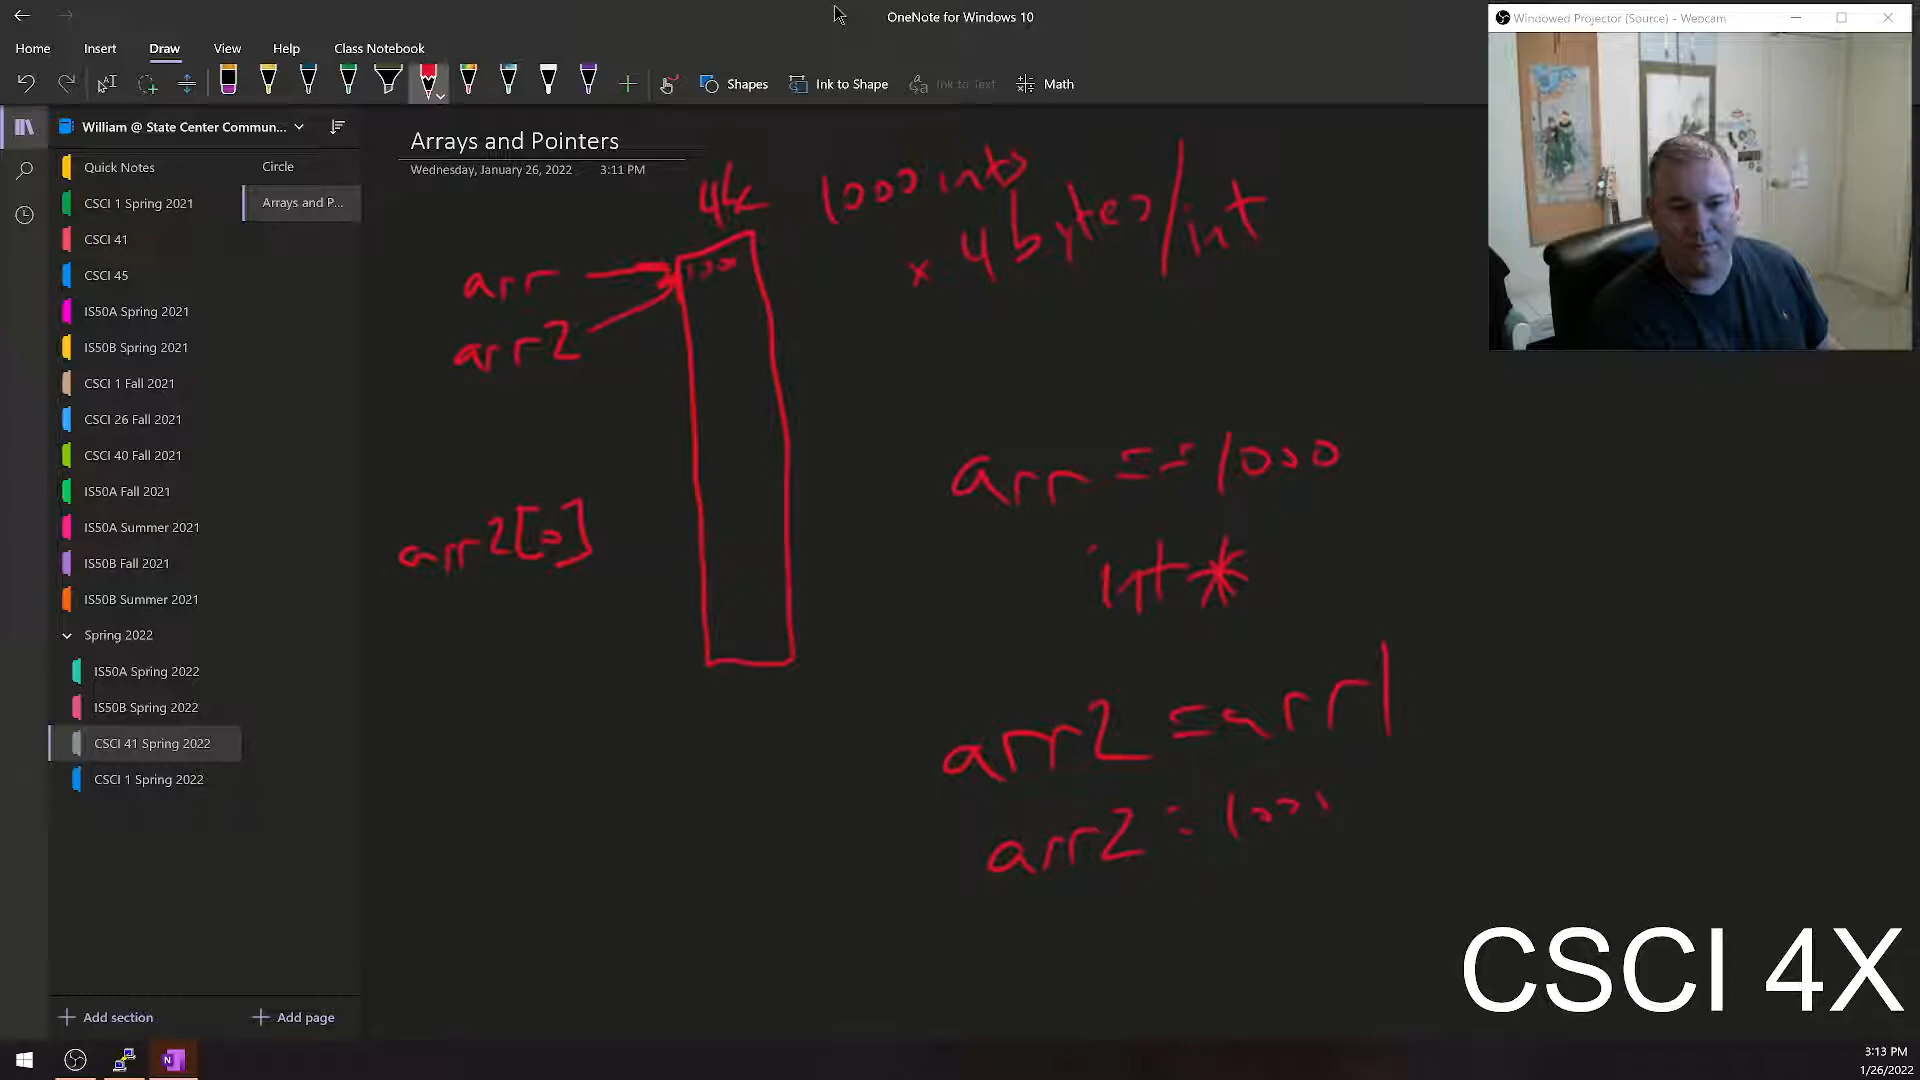 OneNote for Windows 10
Windowed Projector (Source) - Webcam
Home Insert Draw View Help Class Notebook
Shapes Ink to Shape Ink to Text Math
William @ State Center Commun...
Quick Notes
CSCI 1 Spring 2021
CSCI 41
CSCI 45
IS50A Spring 2021
IS50B Spring 2021
CSCI 1 Fall 2021
CSCI 26 Fall 2021
CSCI 40 Fall 2021
IS50A Fall 2021
IS50A Summer 2021
IS50B Fall 2021
IS50B Summer 2021
Spring 2022
IS50A Spring 2022
IS50B Spring 2022
CSCI 41 Spring 2022
CSCI 1 Spring 2022
Add section
Circle
Arrays and P...
Add page
Arrays and Pointers
Wednesday, January 26, 2022 3:11 PM
4k
1000 ints
x 4 bytes/int
arr
1000
arr2
arr == 1000
arr2[0]
int*
arr2 = arr1
arr2 = 1000
CSCI 4X
N
3:13 PM
1/26/2022